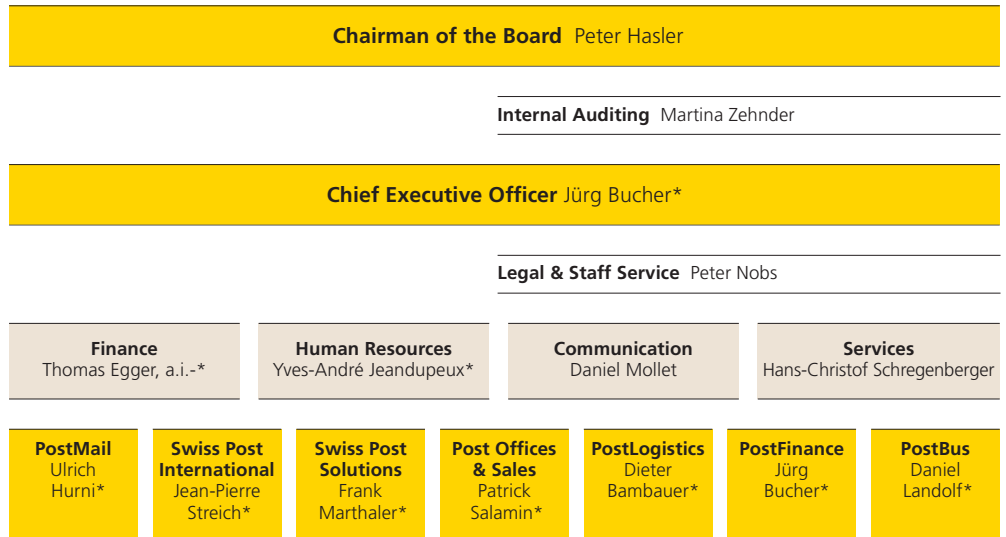 Chairman of the Board Peter Hasler
Internal Auditing Martina Zehnder
Chief Executive Officer Jürg Bucher*
Legal & Staff Service Peter Nobs
Finance
Thomas Egger, a.i.-*
Human Resources
Yves-André Jeandupeux*
Communication
Daniel Mollet
Services
Hans-Christof Schregenberger
PostMail
Ulrich
Hurni*
Swiss Post
International
Jean-Pierre
Streich*
Swiss Post
Solutions
Frank
Marthaler*
Post Offices
& Sales
Patrick
Salamin*
PostLogistics
Dieter
Bambauer*
PostFinance
Jürg
Bucher*
PostBus
Daniel
Landolf*